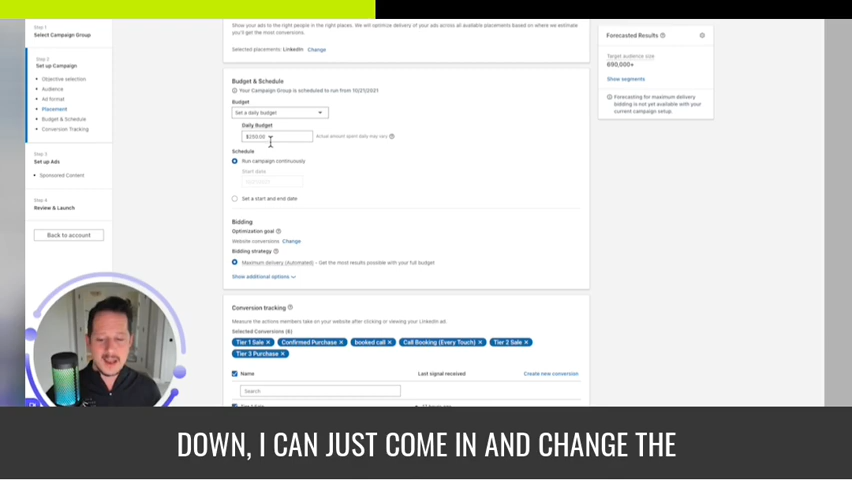 Step 1
Select Campaign Group
Step 2
Set up Campaign
Objective selection
Audience
Ad format
Placement
Budget & Schedule
Conversion Tracking
Step 3
Set up Ads
Sponsored Content
Step 4
Review & Launch
Back to account
Show your ads to the right people in the right places. We will optimize delivery of your ads across all available placements based on where we estimate
you'll get the most conversions.
Selected placements: LinkedIn Change
Budget & Schedule
Your Campaign Group is scheduled to run from 10/21/2021
Budget
Set a daily budget
Daily Budget
Actual amount spent daily may vary
Schedule
Run campaign continuously
Start date
Set a start and end date
Bidding
Optimization goal
Website conversions Change
Bidding strategy
Maximum delivery (Automated) - Get the most results possible with your full budget
Show additional options
Conversion tracking
Measure the actions members take on your website after clicking or viewing your LinkedIn ad.
Selected Conversions (6)
Tier 1 Sale Confirmed Purchase booked call Call Booking (Every Touch) Tier 2 Sale
Tier 3 Purchase
Name Last signal received Create new conversion
Search
Forecasted Results
Target audience size
690,000+
Show segments
Forecasting for maximum delivery
bidding is not yet available with your
current campaign setup.
DOWN, I CAN JUST COME IN AND CHANGE THE